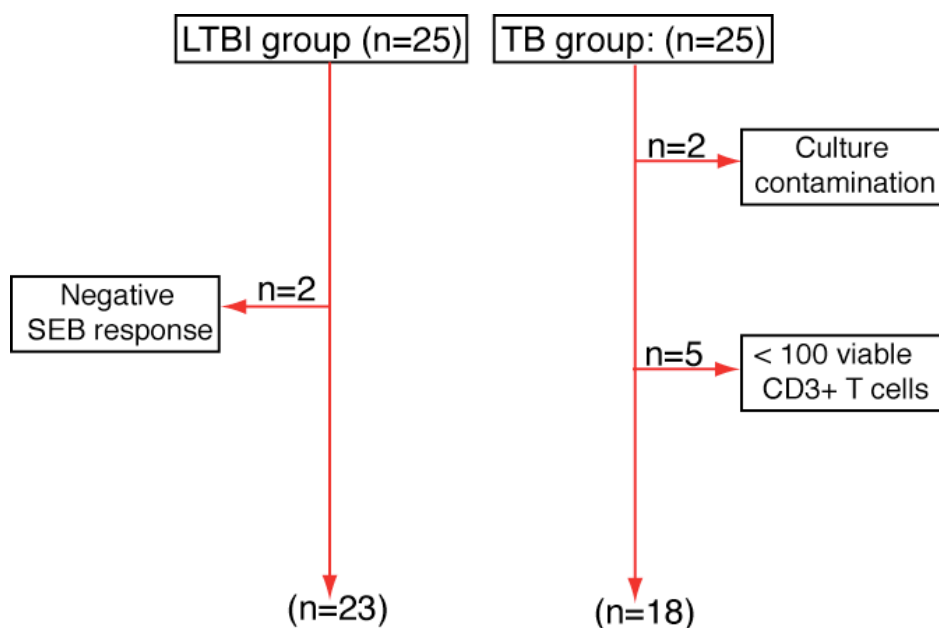 LTBI group (n=25)
TB group: (n=25)
n=2
Culture
contamination
n=2
Negative
SEB response
n=5
< 100 viable
CD3+ T cells
(n=23)
(n=18)